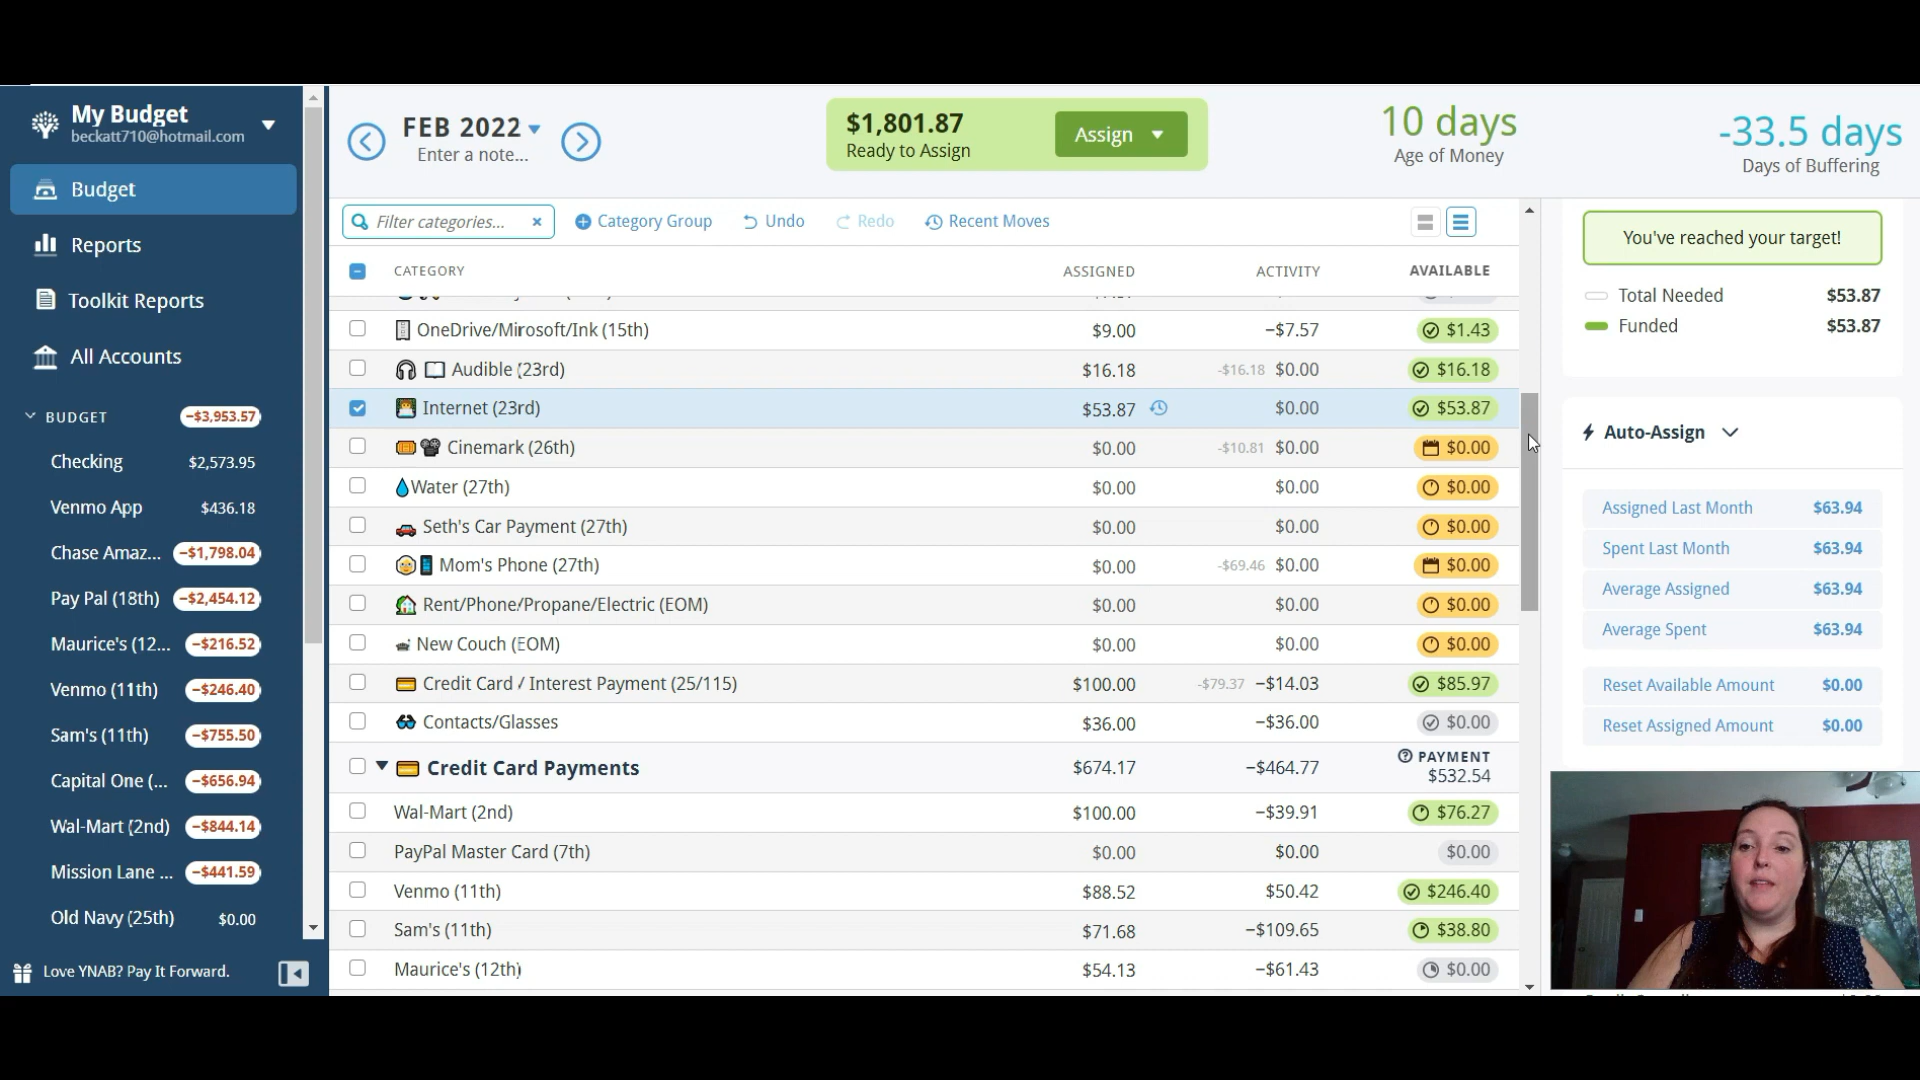 My Budget
beckatt710@hotmail.com
Budget
Reports
Toolkit Reports
All Accounts
BUDGET −$3,953.57
Checking $2,573.95
Venmo App $436.18
Chase Amaz... −$1,798.04
Pay Pal (18th) −$2,454.12
Maurice's (12... −$216.52
Venmo (11th) −$246.40
Sam's (11th) −$755.50
Capital One (... −$656.94
Wal-Mart (2nd) −$844.14
Mission Lane ... −$441.59
Old Navy (25th) $0.00
Love YNAB? Pay It Forward.
FEB 2022
Enter a note...
$1,801.87
Ready to Assign
Assign
10 days
Age of Money
-33.5 days
Days of Buffering
Filter categories... Category Group Undo Redo Recent Moves
CATEGORY ASSIGNED ACTIVITY AVAILABLE
OneDrive/Mirosoft/Ink (15th) $9.00 −$7.57 $1.43
Audible (23rd) $16.18 -$16.18 $0.00 $16.18
Internet (23rd) $53.87 $0.00 $53.87
Cinemark (26th) $0.00 -$10.81 $0.00 $0.00
Water (27th) $0.00 $0.00 $0.00
Seth's Car Payment (27th) $0.00 $0.00 $0.00
Mom's Phone (27th) $0.00 -$69.46 $0.00 $0.00
Rent/Phone/Propane/Electric (EOM) $0.00 $0.00 $0.00
New Couch (EOM) $0.00 $0.00 $0.00
Credit Card / Interest Payment (25/115) $100.00 -$79.37 −$14.03 $85.97
Contacts/Glasses $36.00 −$36.00 $0.00
Credit Card Payments $674.17 −$464.77 PAYMENT
$532.54
Wal-Mart (2nd) $100.00 −$39.91 $76.27
PayPal Master Card (7th) $0.00 $0.00 $0.00
Venmo (11th) $88.52 $50.42 $246.40
Sam's (11th) $71.68 −$109.65 $38.80
Maurice's (12th) $54.13 −$61.43 $0.00
You've reached your target!
Total Needed $53.87
Funded $53.87
Auto-Assign
Assigned Last Month $63.94
Spent Last Month $63.94
Average Assigned $63.94
Average Spent $63.94
Reset Available Amount $0.00
Reset Assigned Amount $0.00